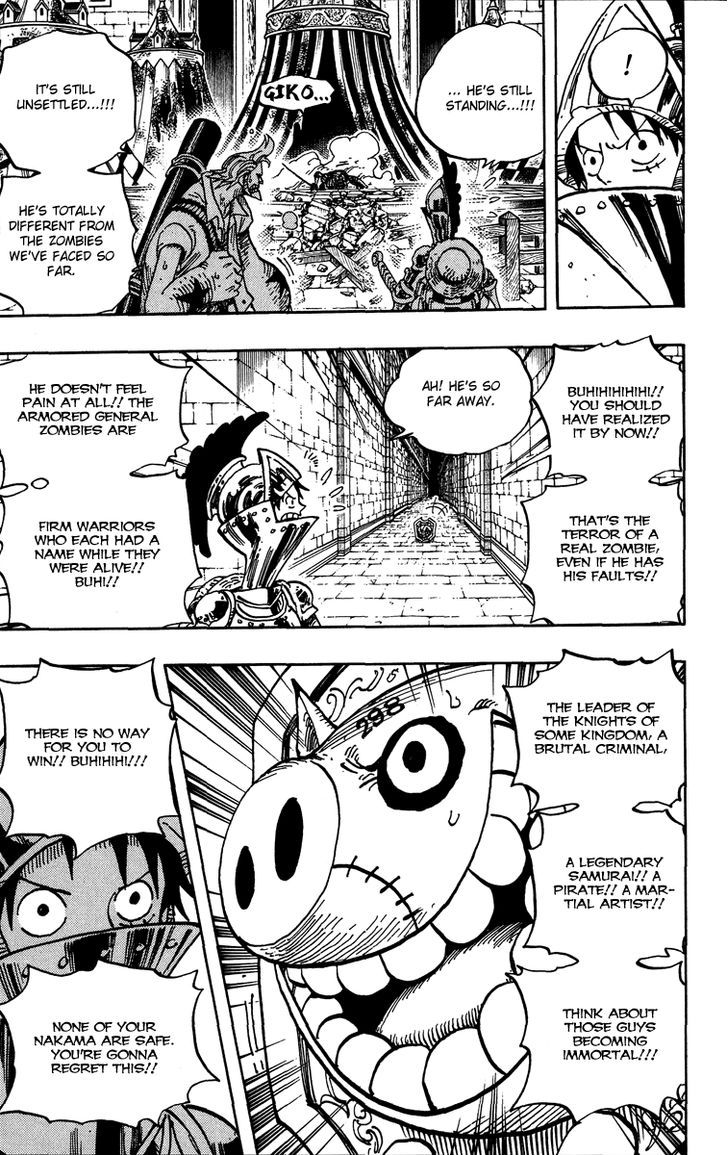 !
... HE'S STILL
STANDING...!!!
GIKO...
IT'S STILL
UNSETTLED...!!!
HE'S TOTALLY
DIFFERENT FROM
THE ZOMBIES
WE'VE FACED SO
FAR.
BUHIHIHIHIHI!!
YOU SHOULD
HAVE REALIZED
IT BY NOW!!
THAT'S THE
TERROR OF A
REAL ZOMBIE,
EVEN IF HE HAS
HIS FAULTS!!
AH! HE'S SO
FAR AWAY.
HE DOESN'T FEEL
PAIN AT ALL!! THE
ARMORED GENERAL
ZOMBIES ARE
FIRM WARRIORS
WHO EACH HAD A
NAME WHILE THEY
WERE ALIVE!!
BUHI!!
THE LEADER OF
THE KNIGHTS OF
SOME KINGDOM, A
BRUTAL CRIMINAL,
A LEGENDARY
SAMURAI!! A
PIRATE!! A MAR-
TIAL ARTIST!!
THINK ABOUT
THOSE GUYS
BECOMING
IMMORTAL!!!
298
THERE IS NO WAY
FOR YOU TO
WIN!! BUHIHIHI!!!
NONE OF YOUR
NAKAMA ARE SAFE.
YOU'RE GONNA
REGRET THIS!!